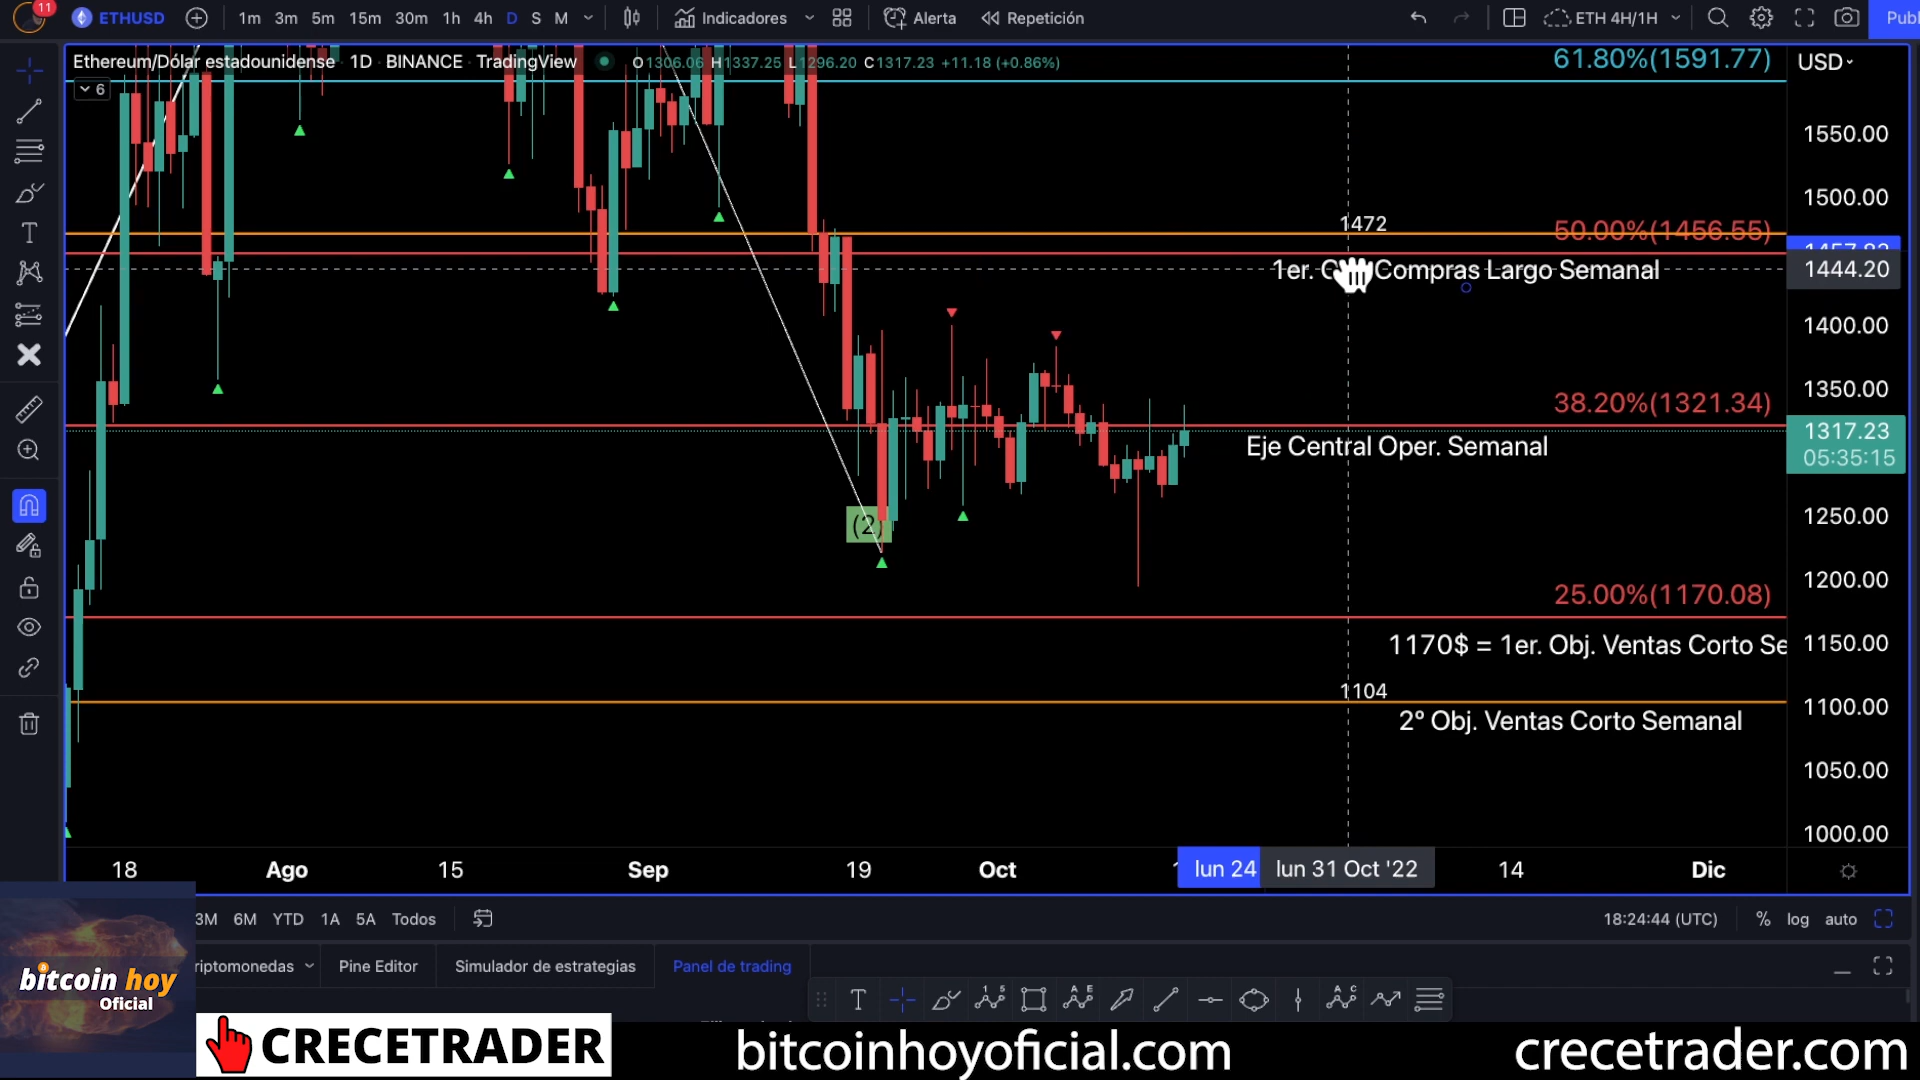 11
ETHUSD
1m 3m 5m 15m 30m 1h 4h D S M
Indicadores
Alerta
Repetición
ETH 4H/1H
Publ
Ethereum/Dólar estadounidense 1D BINANCE TradingView
O1306.06 H1337.25 L1296.20 C1317.23 +11.18 (+0.86%)
6
61.80%(1591.77)
USD
1550.00
1500.00
1472
50.00%(1456.55)
1444.20
1er. Compras Largo Semanal
1400.00
1350.00
38.20%(1321.34)
1317.23
05:35:15
Eje Central Oper. Semanal
(2)
1250.00
1200.00
25.00%(1170.08)
1170$ = 1er. Obj. Ventas Corto Se
1150.00
1104
1100.00
2º Obj. Ventas Corto Semanal
1050.00
1000.00
18 Ago 15 Sep 19 Oct lun 24 lun 31 Oct '22 14 Dic
3M 6M YTD 1A 5A Todos
18:24:44 (UTC) % log auto
riptomonedas Pine Editor Simulador de estrategias Panel de trading
bitcoin hoy
Oficial
CRECETRADER
bitcoinhoyoficial.com
crecetrader.com